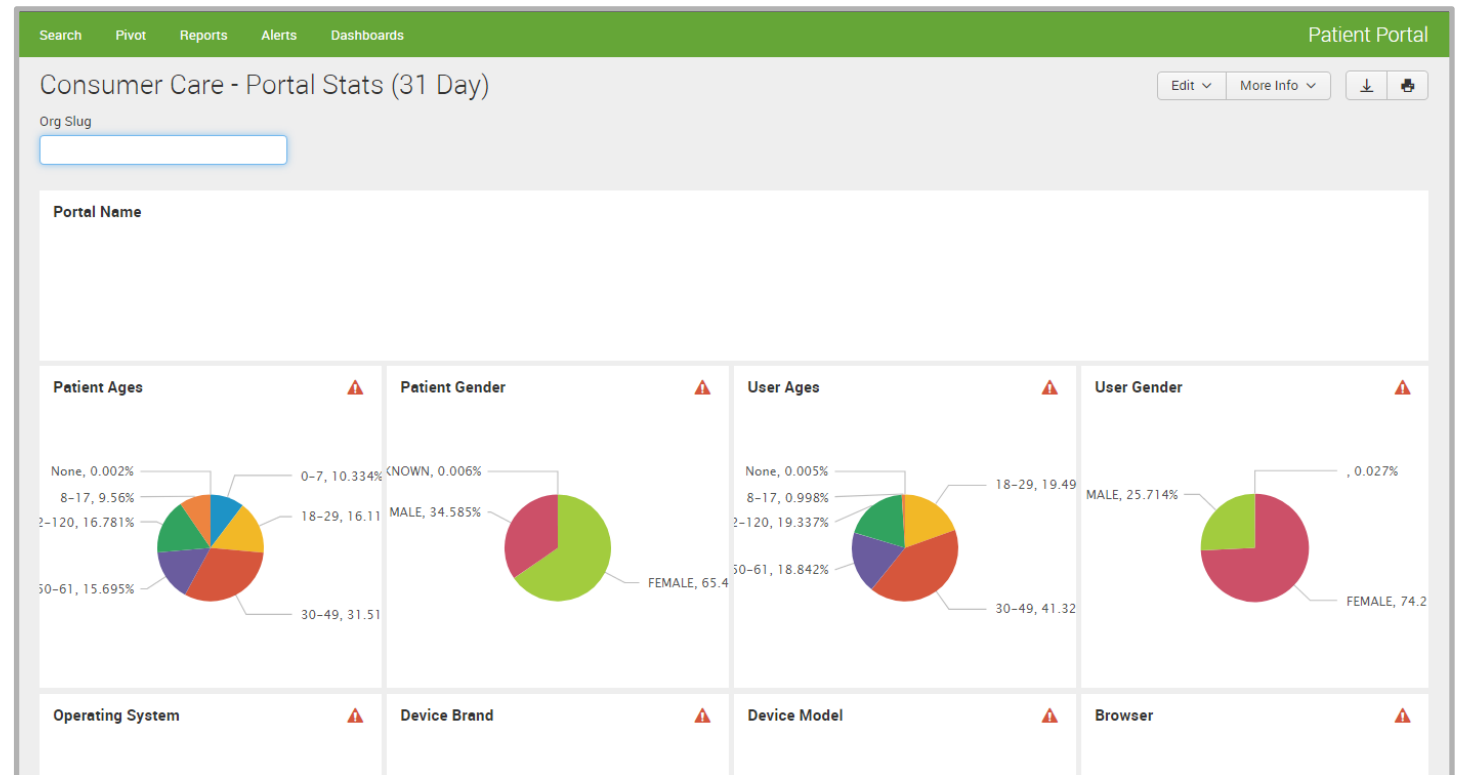 Search Pivot Reports Alerts Dashboards Patient Portal
Consumer Care - Portal Stats (31 Day)
Edit More Info
Org Slug
Portal Name
Patient Ages Patient Gender User Ages User Gender
None, 0.002%
0-7, 10.334%
8-17, 9.56%
2-120, 16.781%
18-29, 16.11
50-61, 15.695%
30-49, 31.51
KNOWN, 0.006%
MALE, 34.585%
FEMALE, 65.4
None, 0.005%
18-29, 19.49
8-17, 0.998%
2-120, 19.337%
50-61, 18.842%
30-49, 41.32
, 0.027%
MALE, 25.714%
FEMALE, 74.2
Operating System Device Brand Device Model Browser